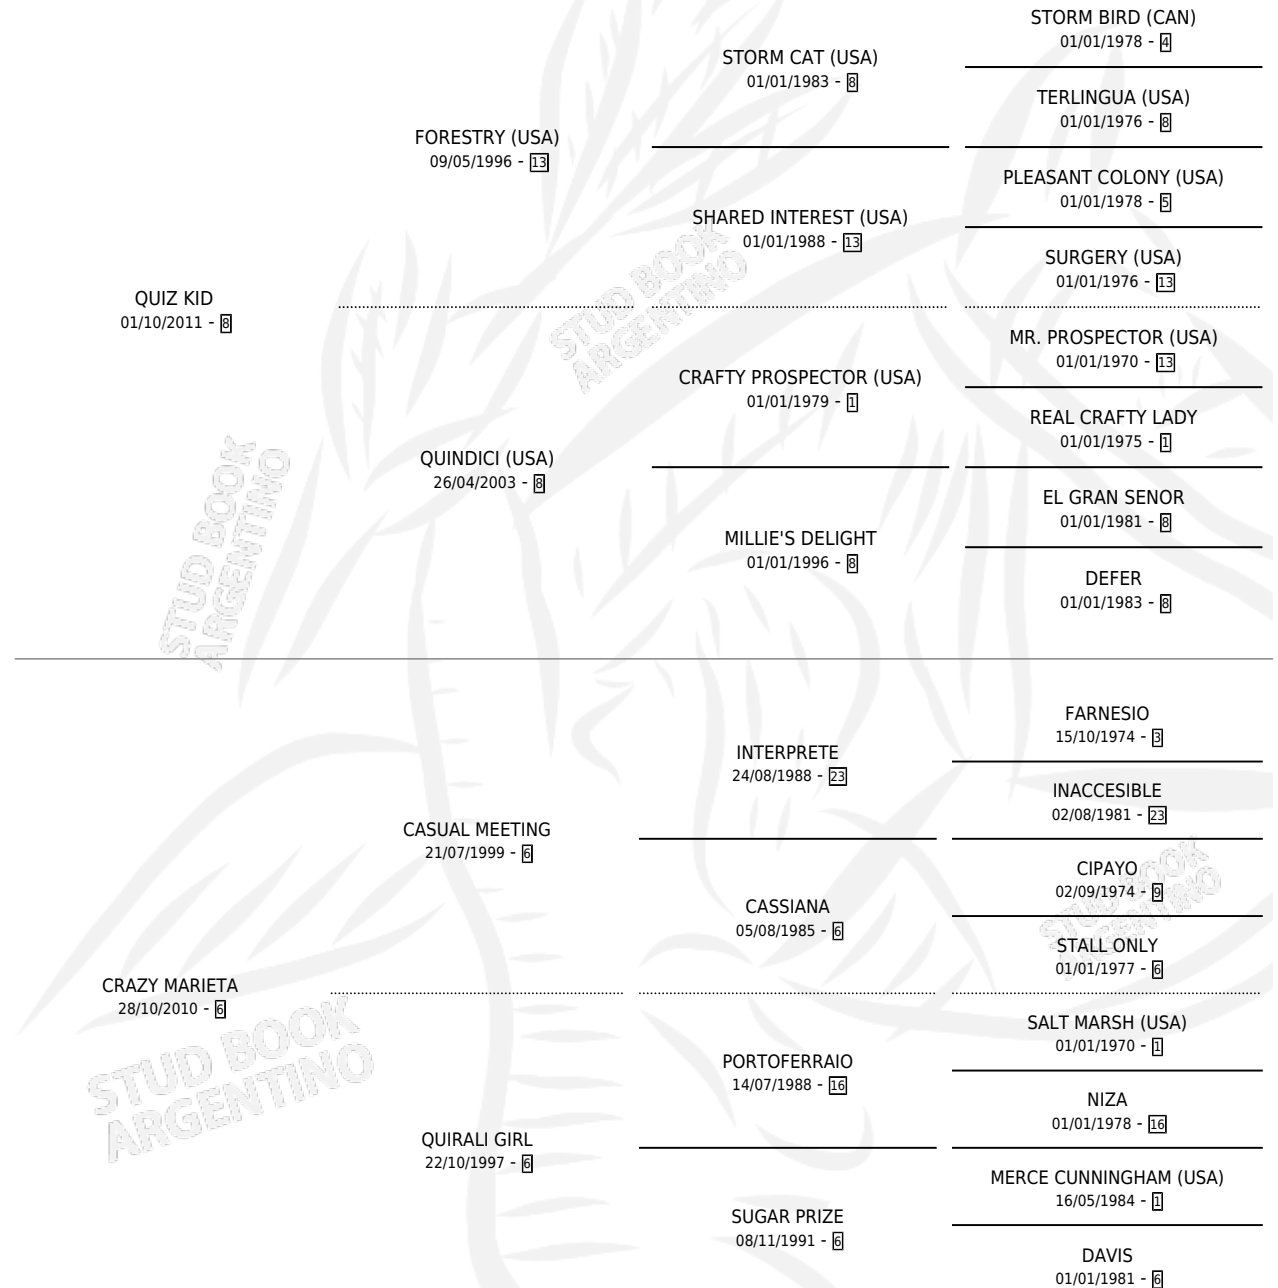 STORM BIRD (CAN)
01/01/1978 - 4
STORM CAT (USA)
01/01/1983 - 8
TERLINGUA (USA)
01/01/1976 - 8
FORESTRY (USA)
09/05/1996 - 13
PLEASANT COLONY (USA)
01/01/1978 - 5
SHARED INTEREST (USA)
01/01/1988 - 13
SURGERY (USA)
01/01/1976 - 13
QUIZ KID
01/10/2011 - 8
MR. PROSPECTOR (USA)
01/01/1970 - 13
CRAFTY PROSPECTOR (USA)
01/01/1979 - 1
REAL CRAFTY LADY
01/01/1975 - 1
QUINDICI (USA)
26/04/2003 - 8
EL GRAN SENOR
01/01/1981 - 8
MILLIE'S DELIGHT
01/01/1996 - 8
DEFER
01/01/1983 - 8
FARNESIO
15/10/1974 - 3
INTERPRETE
24/08/1988 - 23
INACCESIBLE
02/08/1981 - 23
CASUAL MEETING
21/07/1999 - 6
CIPAYO
02/09/1974 - 9
CASSIANA
05/08/1985 - 6
STALL ONLY
01/01/1977 - 6
CRAZY MARIETA
28/10/2010 - 6
SALT MARSH (USA)
01/01/1970 - 1
PORTOFERRAIO
14/07/1988 - 16
NIZA
01/01/1978 - 16
QUIRALI GIRL
22/10/1997 - 6
MERCE CUNNINGHAM (USA)
16/05/1984 - 1
SUGAR PRIZE
08/11/1991 - 6
DAVIS
01/01/1981 - 6
STUD BOOK
ARGENTINO
STUD BOOK
ARGENTINO
STUD BOOK
ARGENTINO
STUD BOOK
ARGENTINO